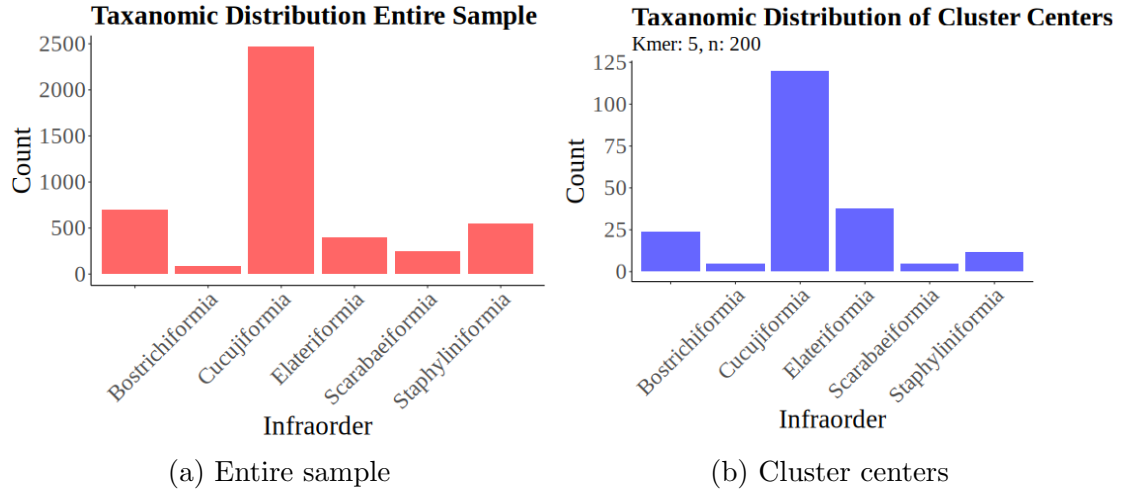 Taxanomic Distribution Entire Sample
2500
2000
1500
1000
500
0
Count
Bostrichiformia
Cucujiformia
Elateriformia
Scarabaeiformia
Staphyliniformia
Infraorder
(a) Entire sample
Taxanomic Distribution of Cluster Centers
Kmer: 5, n: 200
125
100
75
50
25
0
Count
Bostrichiformia
Cucujiformia
Elateriformia
Scarabaeiformia
Staphyliniformia
Infraorder
(b) Cluster centers